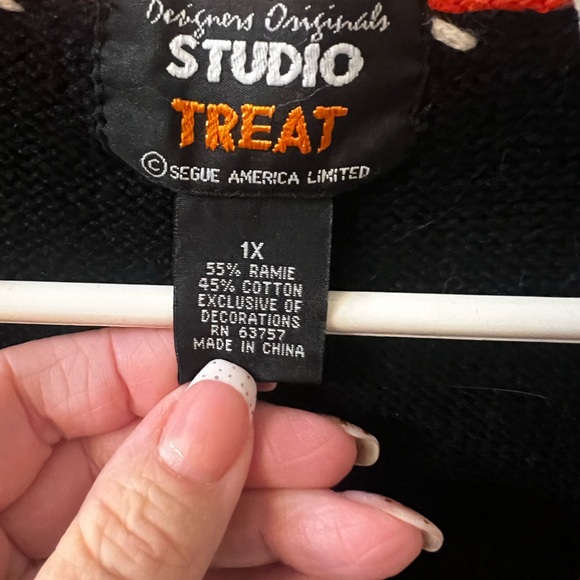 Designers Originals
STUDIO
TREAT
© SEGUE AMERICA LIMITED
1X
55% RAMIE
45% COTTON
EXCLUSIVE OF
DECORATIONS
RN 63757
MADE IN CHINA